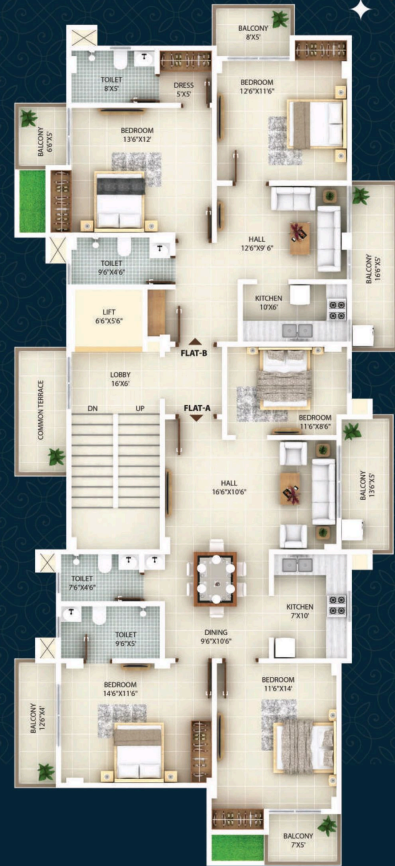 BALCONY
8'X5'
TOILET
8'X5'
DRESS
5'X5'
BEDROOM
12'6"X11'6"
BALCONY
6'6"X5'
BEDROOM
13'6"X12'
HALL
12'6"X9' 6"
BALCONY
16'6"X5'
TOILET
9'6"X4'6"
T
KITCHEN
10'X6'
LIFT
6'6"X5'6"
FLAT-B
LOBBY
16'X6'
COMMON TERRACE
DN
UP
FLAT-A
BEDROOM
11'6"X8'6"
HALL
16'6"X10'6"
BALCONY
13'6"X5'
TOILET
7'6"X4'6"
T
T
TOILET
9'6"X5'
T
KITCHEN
7'X10'
DINING
9'6"X10'6"
BEDROOM
14'6"X11'6"
BEDROOM
11'6"X14'
BALCONY
12'6"X4'
BALCONY
7'X5'